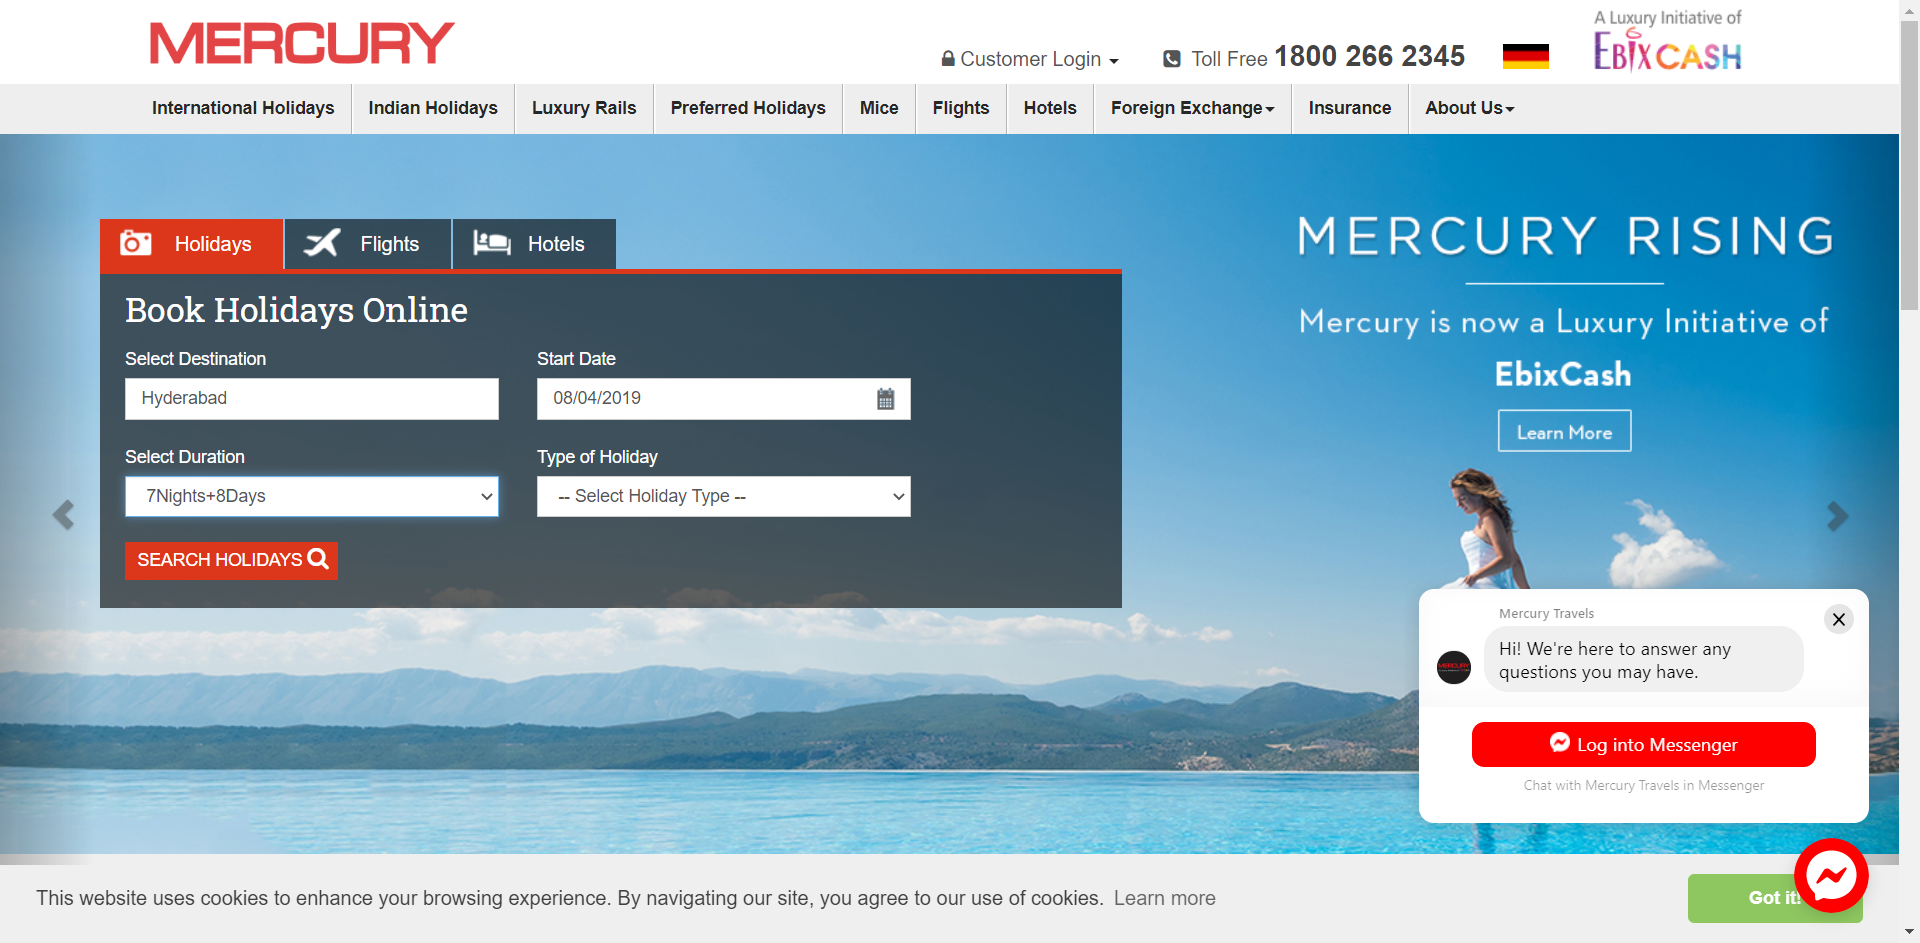 MERCURY
Customer Login
Toll Free 1800 266 2345
A Luxury Initiative of
EBIXCASH
International Holidays
Indian Holidays
Luxury Rails
Preferred Holidays
Mice
Flights
Hotels
Foreign Exchange
Insurance
About Us
Holidays
Flights
Hotels
Book Holidays Online
Select Destination
Start Date
Hyderabad
08/04/2019
Select Duration
Type of Holiday
7Nights+8Days
-- Select Holiday Type --
SEARCH HOLIDAYS
MERCURY RISING
Mercury is now a Luxury Initiative of
EbixCash
Learn More
Mercury Travels
Hi! We're here to answer any
questions you may have.
MERCURY
Log into Messenger
Chat with Mercury Travels in Messenger
This website uses cookies to enhance your browsing experience. By navigating our site, you agree to our use of cookies. Learn more
Got it!